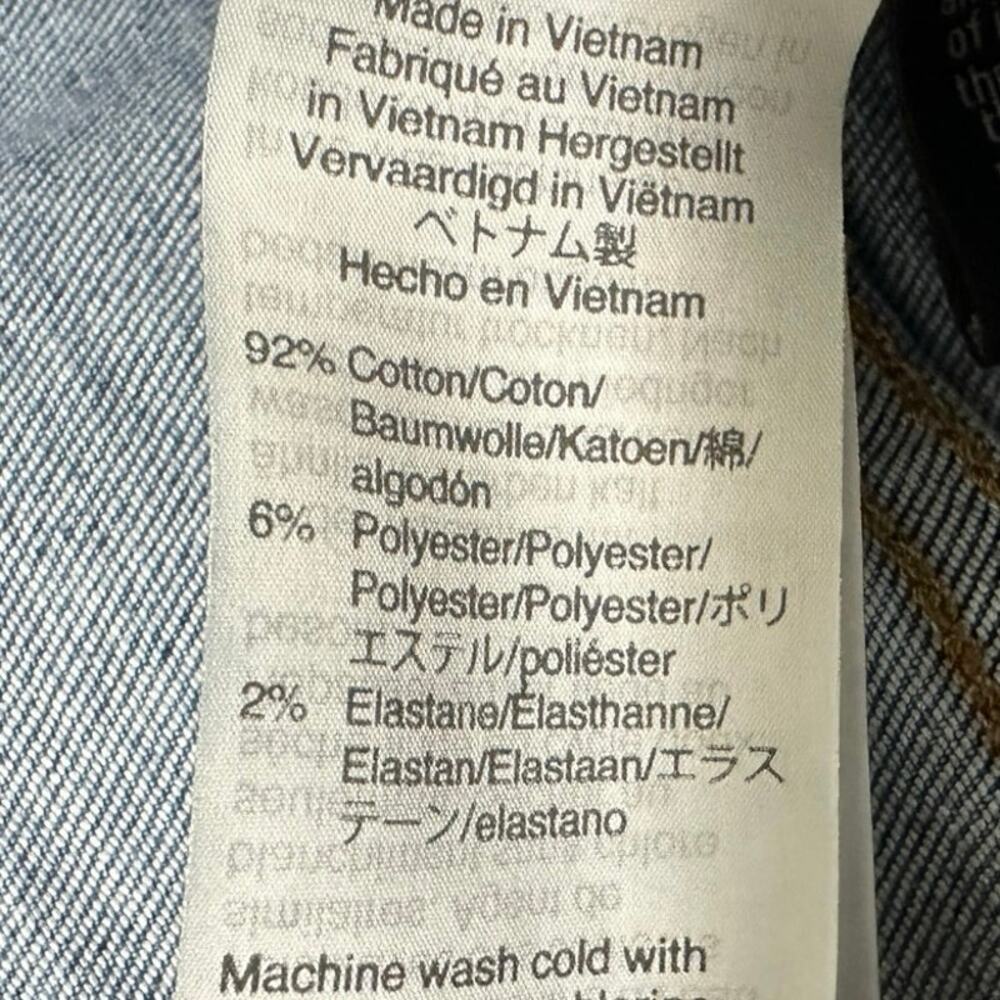 Made in Vietnam
Fabriqué au Vietnam
in Vietnam Hergestellt
Vervaardigd in Viëtnam
ベトナム製
Hecho en Vietnam
92% Cotton/Coton/
Baumwolle/Katoen/綿/
algodón
6% Polyester/Polyester/
Polyester/Polyester/ポリ
エステル/poliéster
2% Elastane/Élasthanne/
Elastan/Elastaan/エラス
テーン/elastano
Machine wash cold with
of